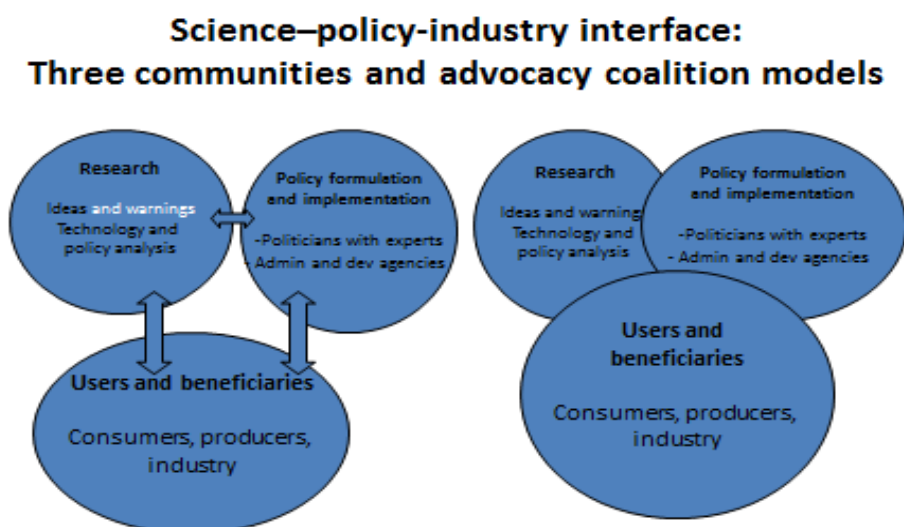 Science–policy-industry interface:
Three communities and advocacy coalition models
Research
Ideas and warnings
Technology and
policy analysis
Policy formulation
and implementation
-Politicians with experts
- Admin and dev agencies
Users and beneficiaries
Consumers, producers,
industry
Research
Ideas and warning
Technology and
policy analysis
Policy formulation
and implementation
-Politicians with experts
- Admin and dev agencies
Users and
beneficiaries
Consumers, producers,
industry